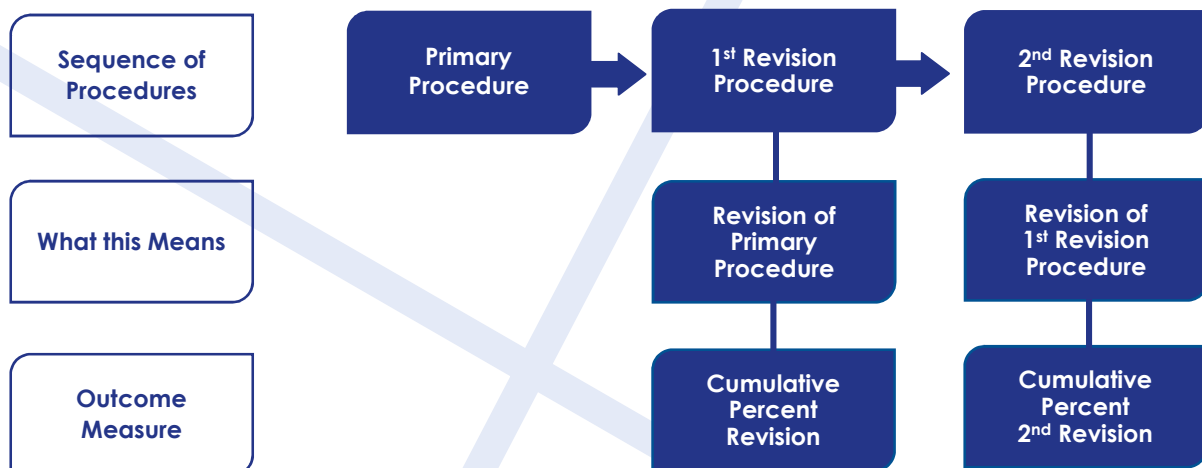 Sequence of
Procedures
Primary
Procedure
1st Revision
Procedure
2nd Revision
Procedure
What this Means
Revision of
Primary
Procedure
Revision of
1st Revision
Procedure
Outcome
Measure
Cumulative
Percent
Revision
Cumulative
Percent
2nd Revision